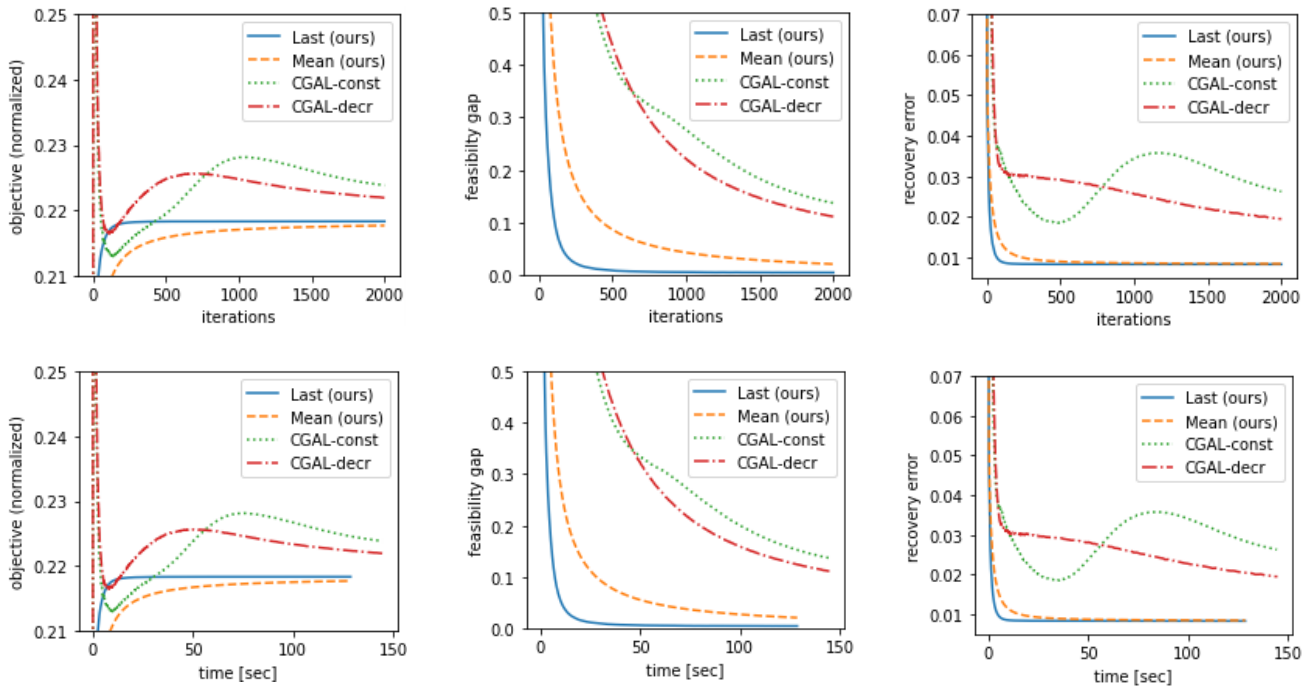 0.25
0.24
0.23
0.22
0.21
objective (normalized)
Last (ours)
Mean (ours)
CGAL-const
CGAL-decr
0 500 1000 1500 2000
iterations
0.5
0.4
0.3
0.2
0.1
0.0
feasibilty gap
Last (ours)
Mean (ours)
CGAL-const
CGAL-decr
0 500 1000 1500 2000
iterations
0.07
0.06
0.05
0.04
0.03
0.02
0.01
recovery error
Last (ours)
Mean (ours)
CGAL-const
CGAL-decr
0 500 1000 1500 2000
iterations
0.25
0.24
0.23
0.22
0.21
objective (normalized)
Last (ours)
Mean (ours)
CGAL-const
CGAL-decr
0 50 100 150
time [sec]
0.5
0.4
0.3
0.2
0.1
0.0
feasibility gap
Last (ours)
Mean (ours)
CGAL-const
CGAL-decr
0 50 100 150
time [sec]
0.07
0.06
0.05
0.04
0.03
0.02
0.01
recovery error
Last (ours)
Mean (ours)
CGAL-const
CGAL-decr
0 50 100 150
time [sec]